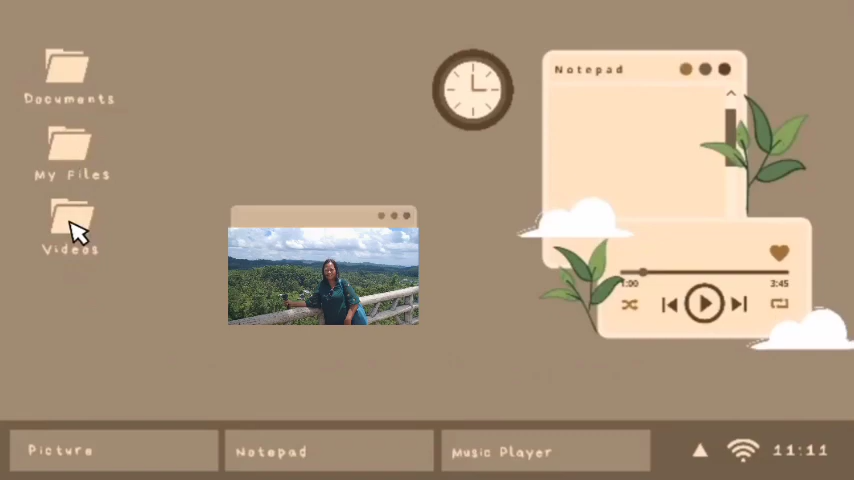 Documents
My Files
Videos
Notepad
1:00
3:45
Picture
Notepad
Music Player
11:11